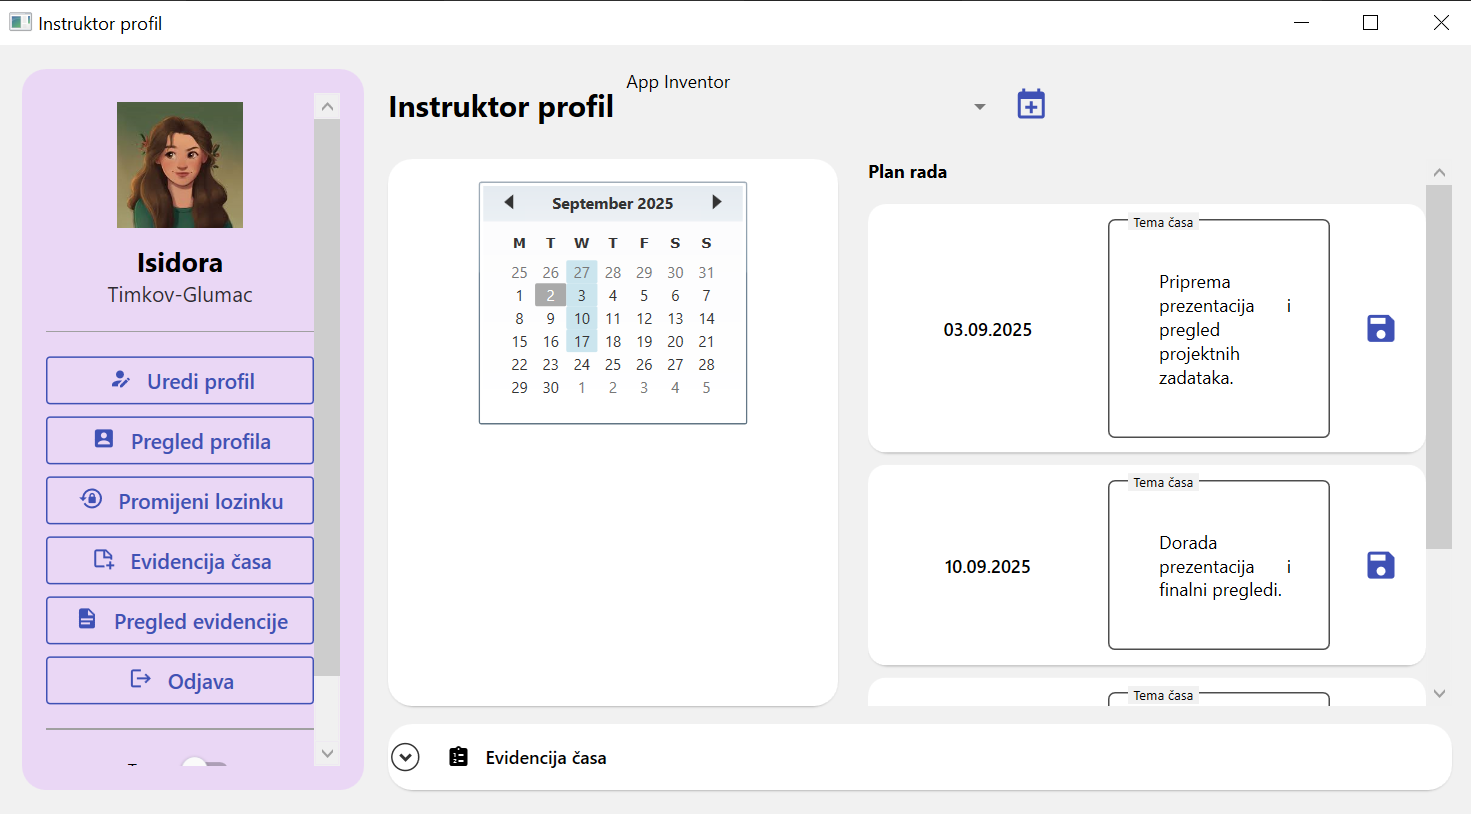 Instruktor profil
Isidora
Timkov-Glumac
Uredi profil
Pregled profila
Promijeni lozinku
Evidencija časa
Pregled evidencije
Odjava
Instruktor profil
App Inventor
September 2025
M T W T F S S
25 26 27 28 29 30 31
1 2 3 4 5 6 7
8 9 10 11 12 13 14
15 16 17 18 19 20 21
22 23 24 25 26 27 28
29 30 1 2 3 4 5
Plan rada
03.09.2025
Tema časa
Priprema
prezentacija i
pregled
projektnih
zadataka.
10.09.2025
Tema časa
Dorada
prezentacija i
finalni pregledi.
Tema časa
Evidencija časa